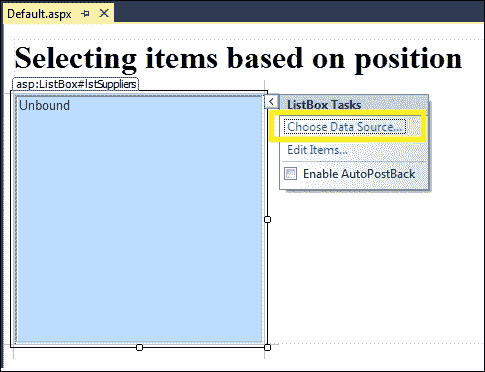 Default.aspx
Selecting items based on position
asp:ListBox#lstSuppliers
Unbound
ListBox Tasks
Choose Data Source...
Edit Items...
Enable AutoPostBack